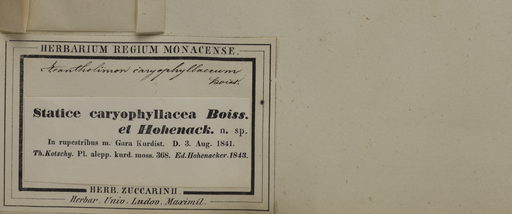 HERBARIUM REGIUM MONACENSE.
Acantholimon caryophyllaceum
Boiss.
Statice caryophyllacea Boiss.
et Hohenack. n. sp.
In rupestribus m. Gara Kurdist. D. 3. Aug. 1841.
Th. Kotschy. Pl. alepp. kurd. moss. 368. Ed. Hohenacker. 1843.
HERB. ZUCCARINII
Herbar. Univ. Ludov. Maximil.